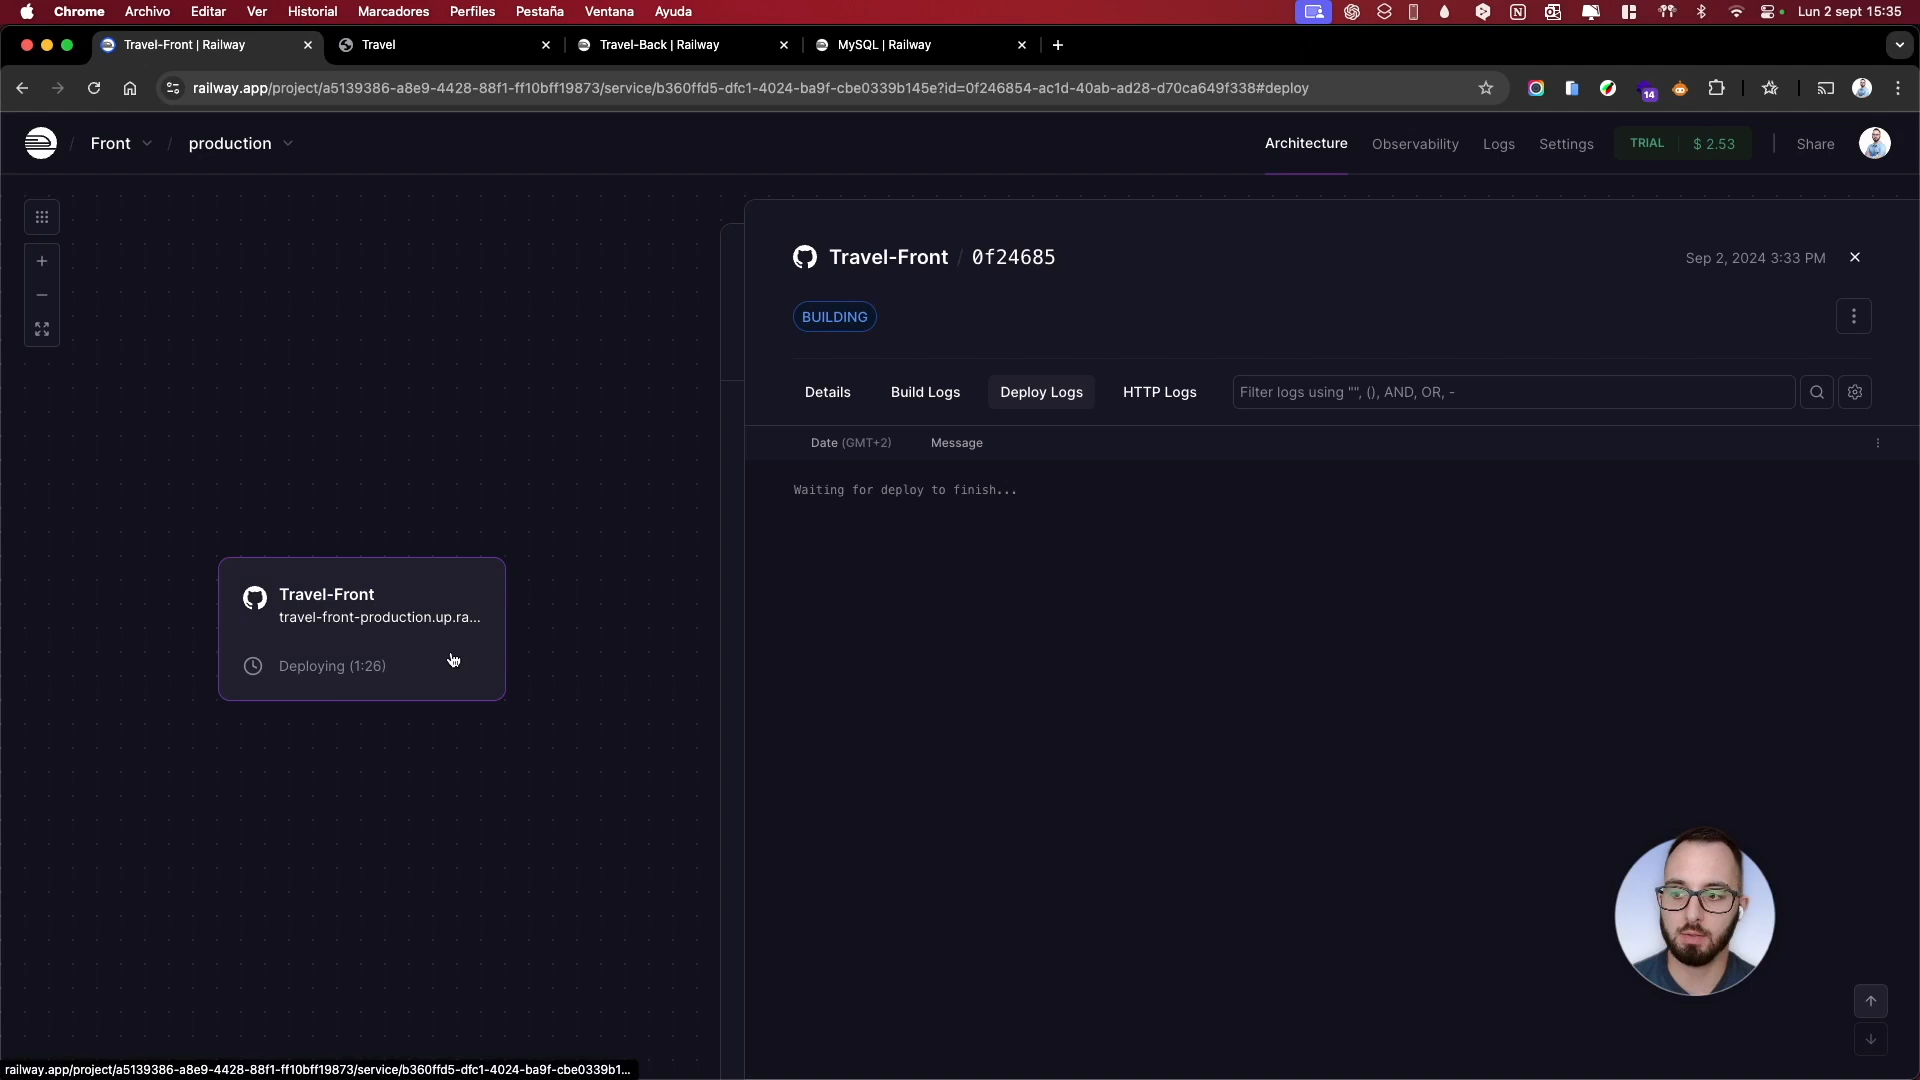 Chrome Archivo Editar Ver Historial Marcadores Perfiles Pestaña Ventana Ayuda Lun 2 sept 15:35
Travel-Front | Railway Travel Travel-Back | Railway MySQL | Railway
railway.app/project/a5139386-a8e9-4428-88f1-ff10bff19873/service/b360ffd5-dfc1-4024-ba9f-cbe0339b145e?id=0f246854-ac1d-40ab-ad28-d70ca649f338#deploy
14
/ Front / production Architecture Observability Logs Settings TRIAL $ 2.53 Share
Travel-Front / 0f24685 Sep 2, 2024 3:33 PM
BUILDING
Details Build Logs Deploy Logs HTTP Logs Filter logs using "", (), AND, OR, -
Date (GMT+2) Message
Waiting for deploy to finish...
Travel-Front
travel-front-production.up.ra...
Deploying (1:26)
railway.app/project/a5139386-a8e9-4428-88f1-ff10bff19873/service/b360ffd5-dfc1-4024-ba9f-cbe0339b1...